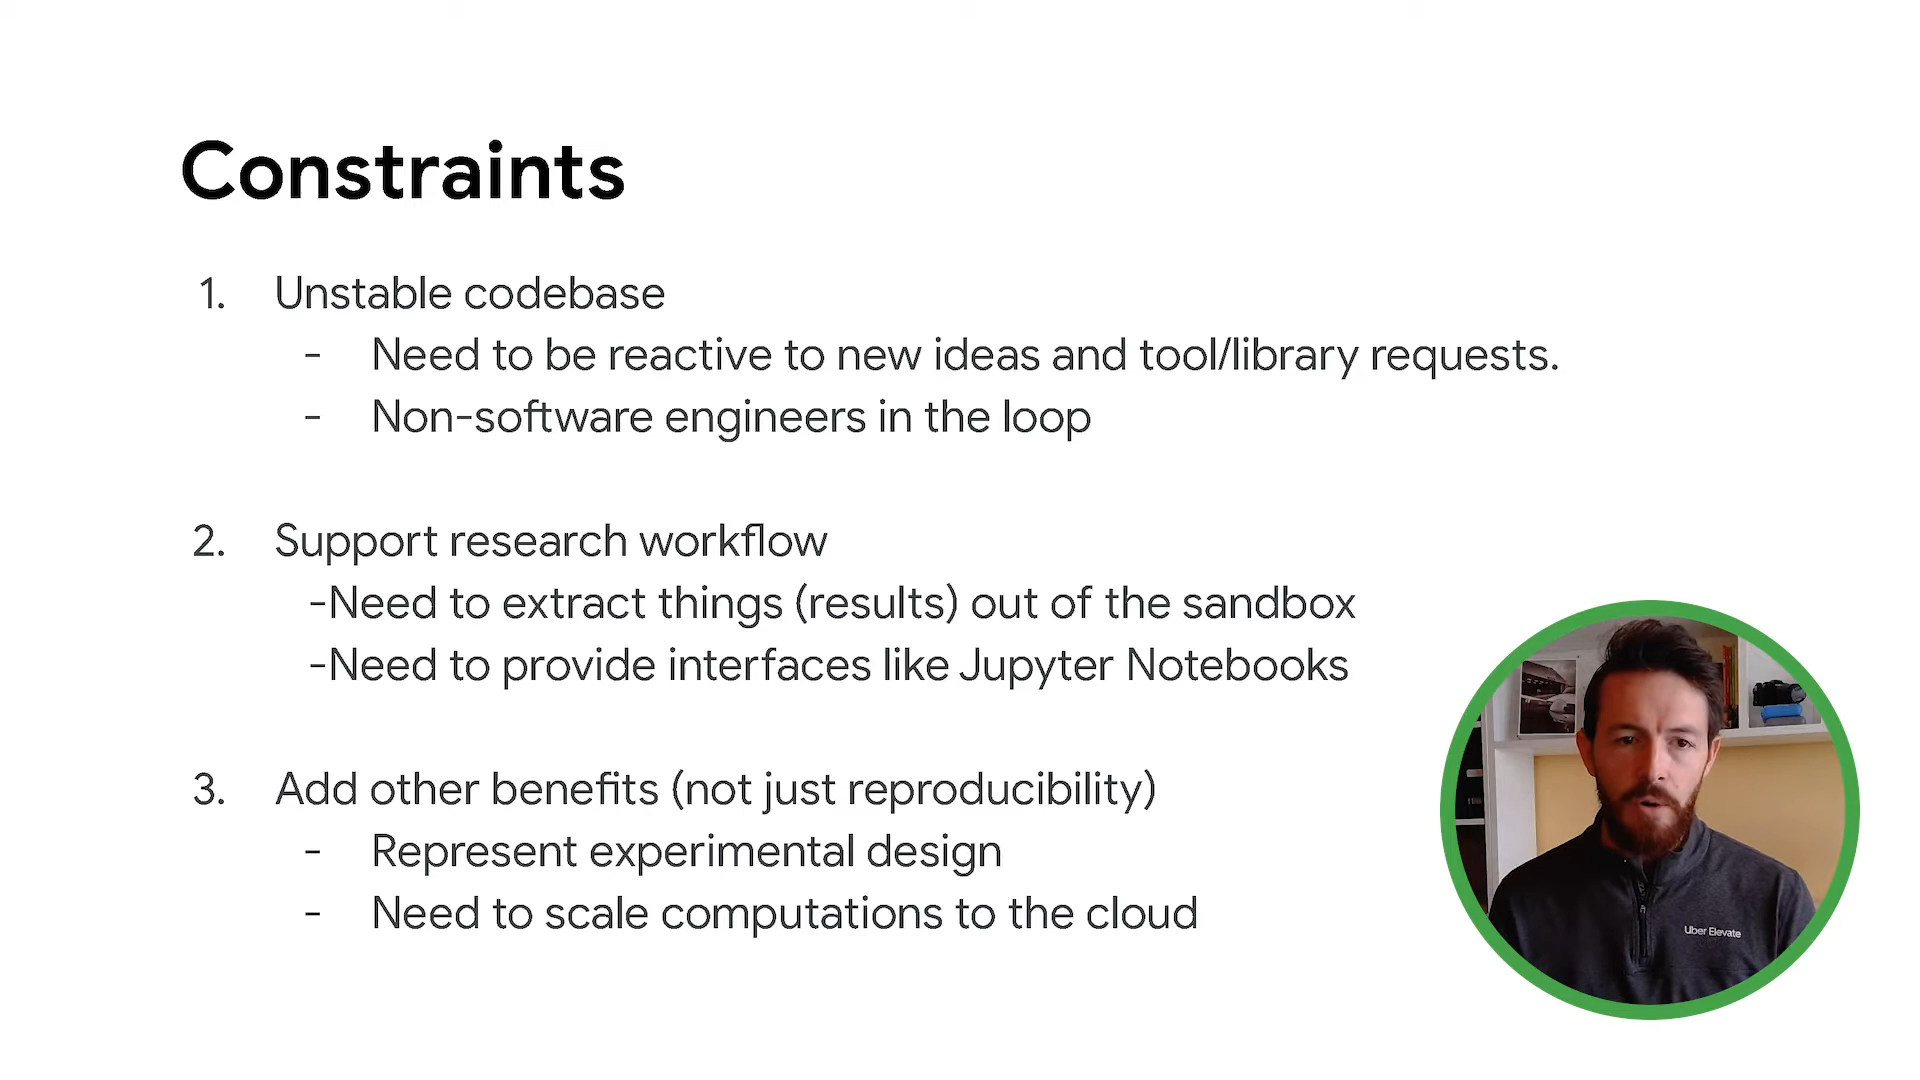 Constraints
1. Unstable codebase
- Need to be reactive to new ideas and tool/library requests.
- Non-software engineers in the loop
2. Support research workflow
-Need to extract things (results) out of the sandbox
-Need to provide interfaces like Jupyter Notebooks
3. Add other benefits (not just reproducibility)
- Represent experimental design
- Need to scale computations to the cloud
Uber Elevate